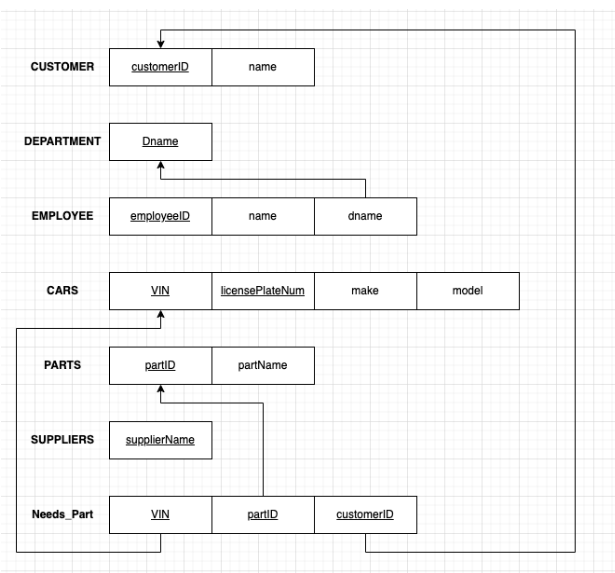 CUSTOMER customerID name
DEPARTMENT Dname
EMPLOYEE employeeID name dname
CARS VIN licensePlateNum make model
PARTS partID partName
SUPPLIERS supplierName
Needs_Part VIN partID customerID